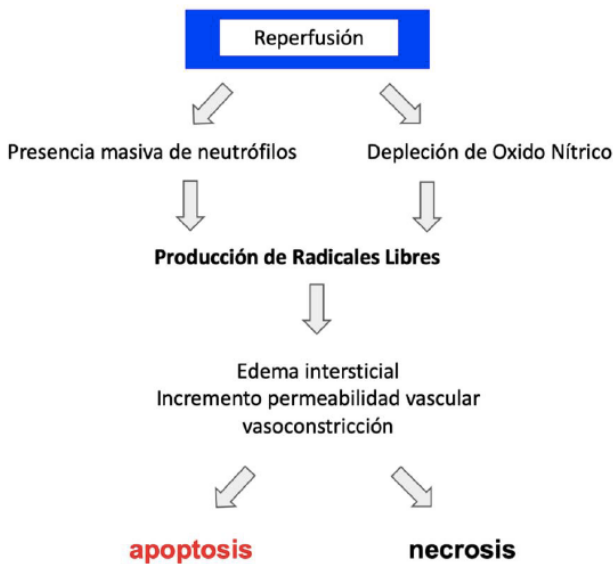 Reperfusión
Presencia masiva de neutrófilos
Depleción de Oxido Nítrico
Producción de Radicales Libres
Edema intersticial
Incremento permeabilidad vascular
vasoconstricción
apoptosis
necrosis